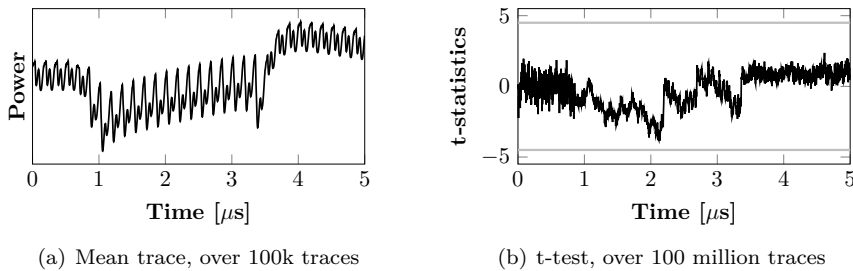 Power
0 1 2 3 4 5
Time [μs]
(a) Mean trace, over 100k traces
t-statistics
5
0
−5
0 1 2 3 4 5
Time [μs]
(b) t-test, over 100 million traces